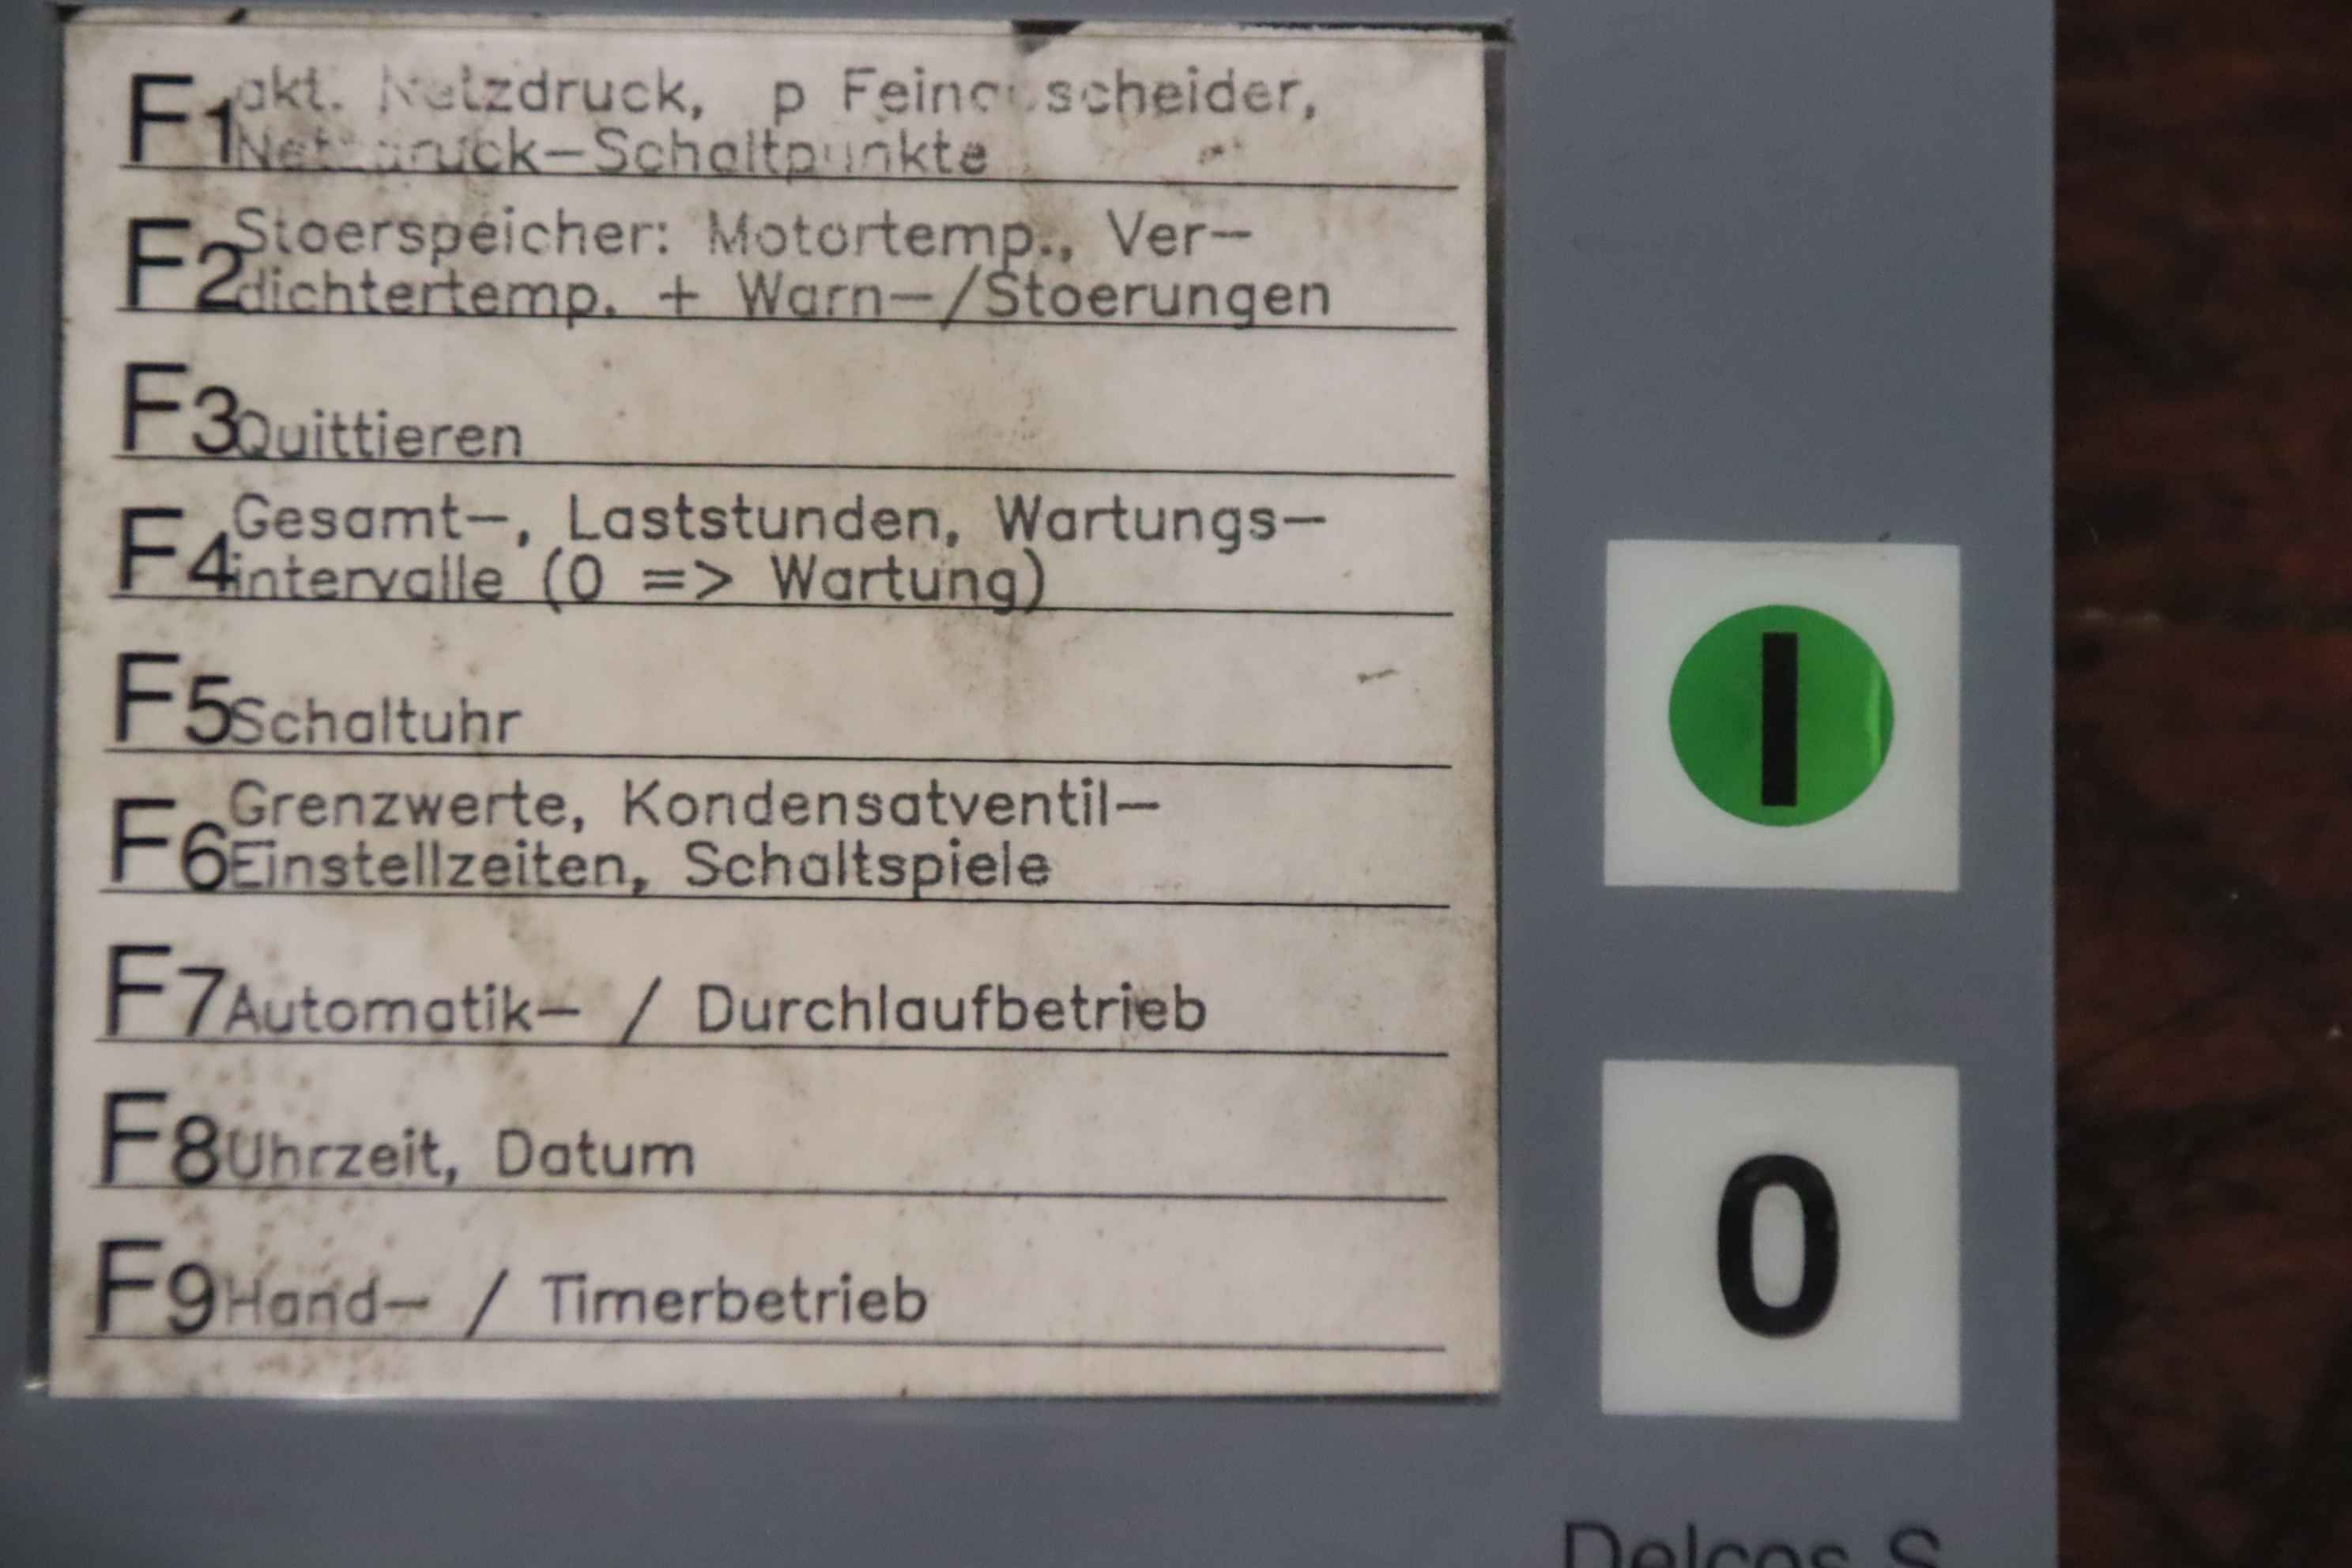 F1 akt. Netzdruck, p Feinabscheider,
Netzdruck-Schaltpunkte
F2 Stoerspeicher: Motortemp., Ver-
dichtertemp. + Warn-/Stoerungen
F3 Quittieren
F4 Gesamt-, Laststunden, Wartungs-
intervalle (0 => Wartung)
F5 Schaltuhr
F6 Grenzwerte, Kondensatventil-
Einstellzeiten, Schaltspiele
F7 Automatik- / Durchlaufbetrieb
F8 Uhrzeit, Datum
F9 Hand- / Timerbetrieb
I
0
Delcos S